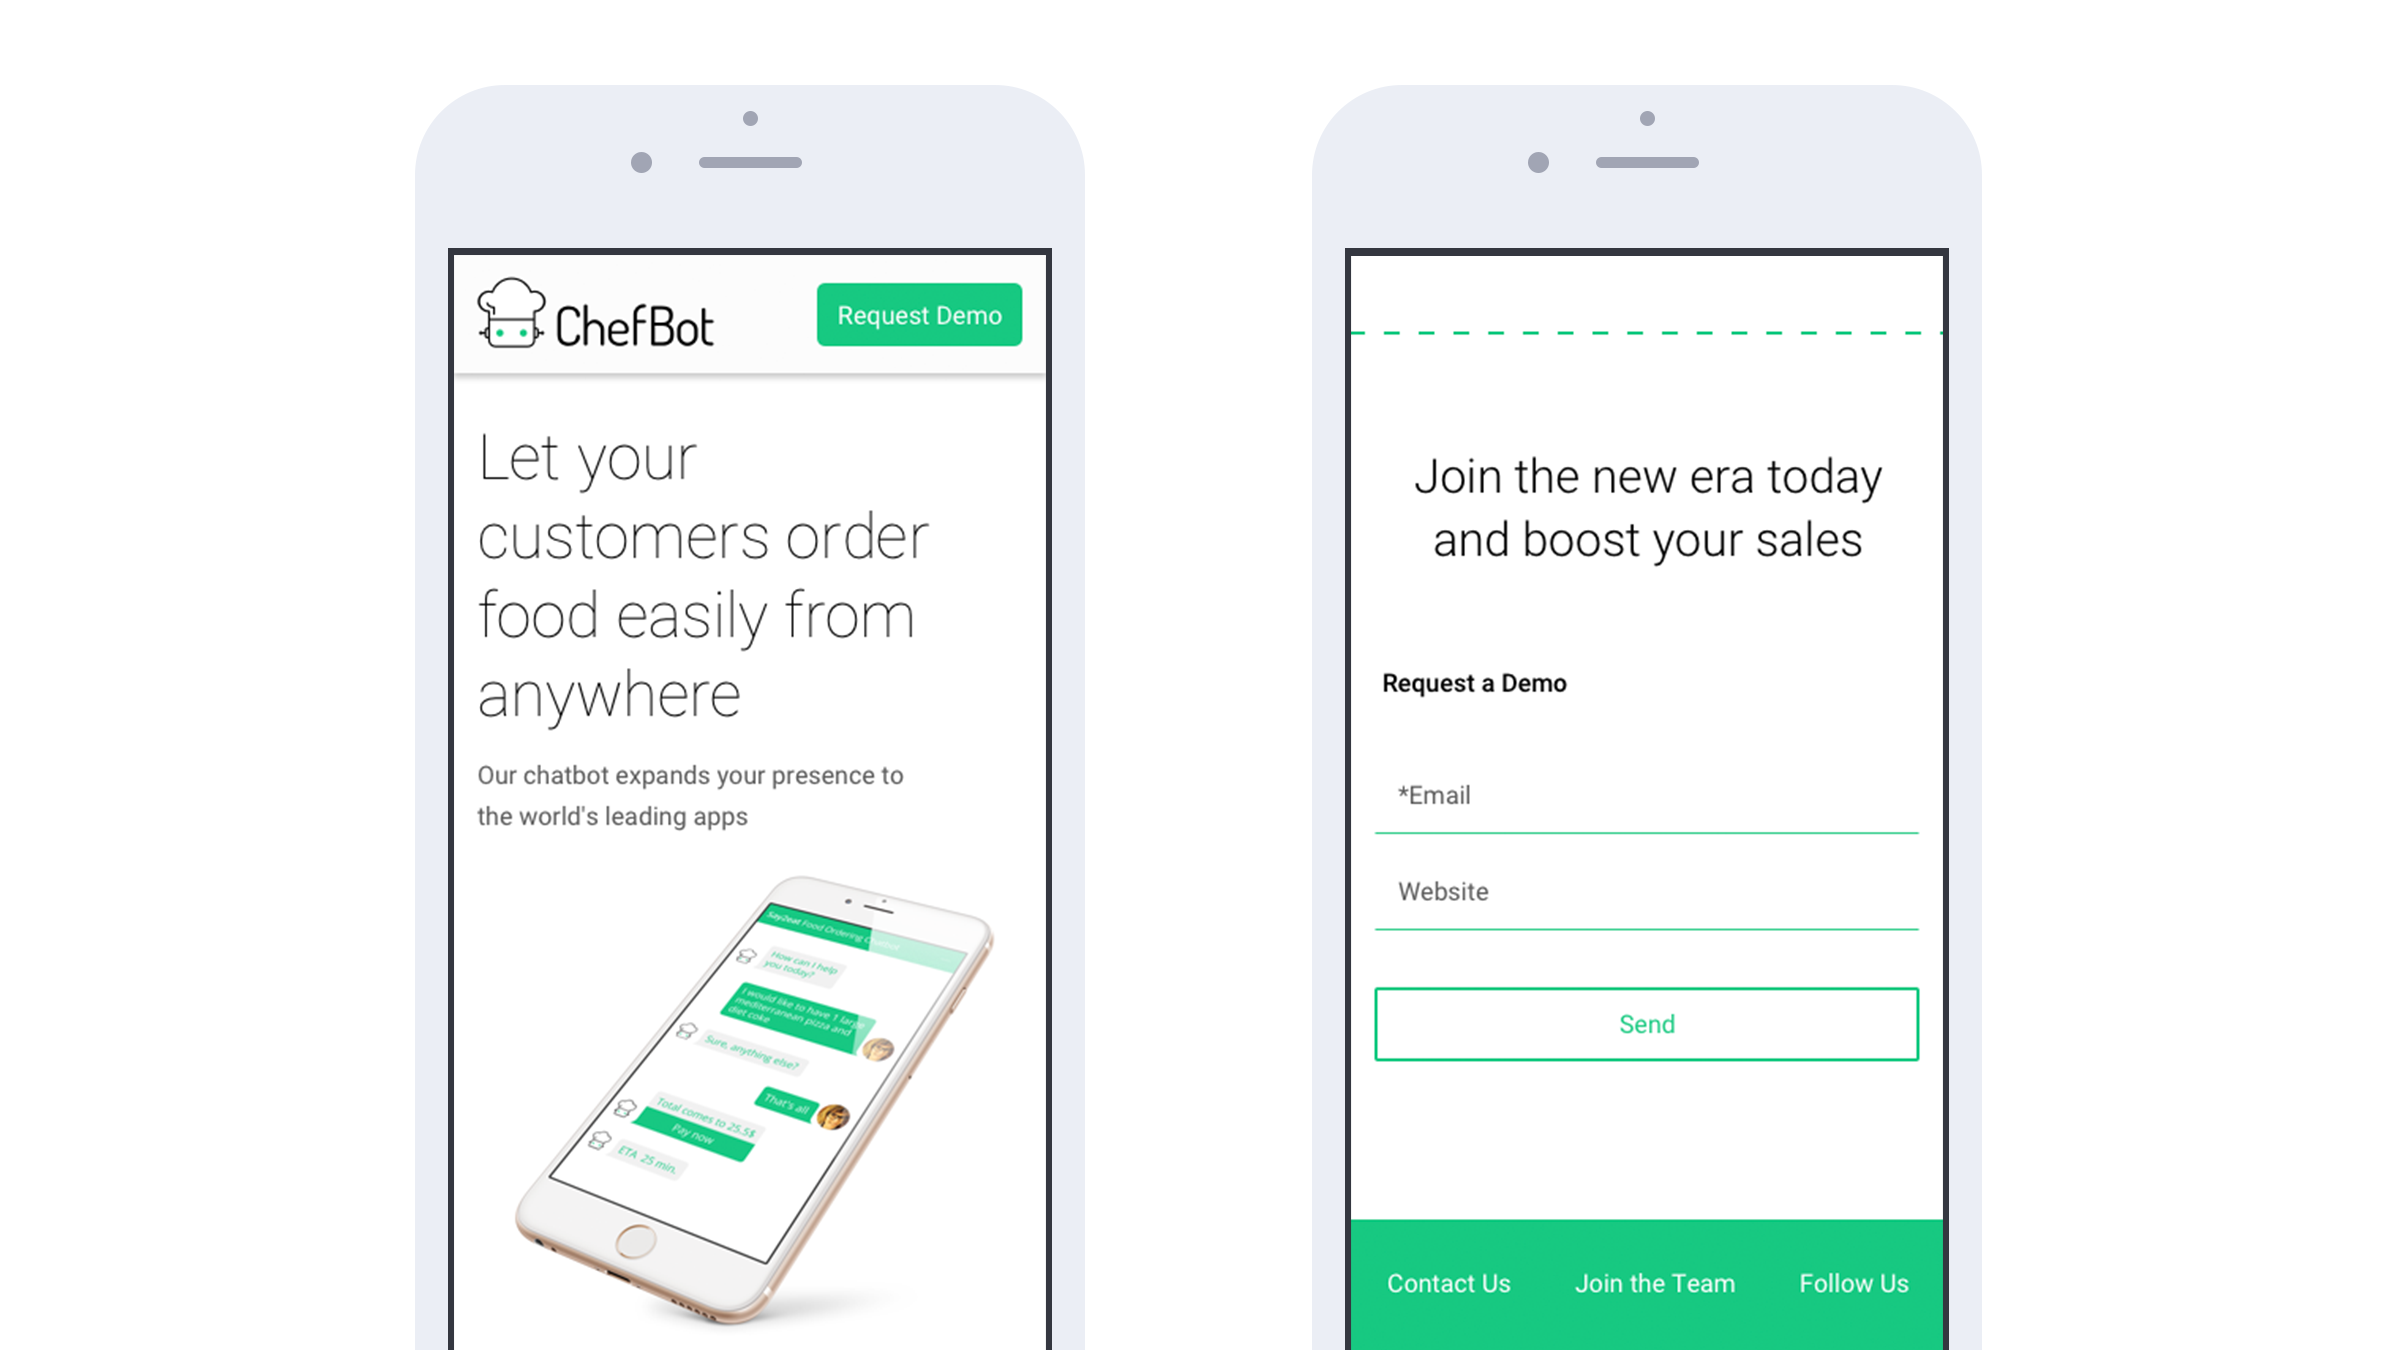 ChefBot
Request Demo
Let your
customers order
food easily from
anywhere
Our chatbot expands your presence to
the world's leading apps
Say2eat Food Ordering Chatbot
How can I help
you today?
I would like to have 1 large
mediterranean pizza and
diet coke
Sure, anything else?
That's all
Total comes to 25.5$
Pay now
ETA 25 min.
Join the new era today
and boost your sales
Request a Demo
*Email
Website
Send
Contact Us
Join the Team
Follow Us